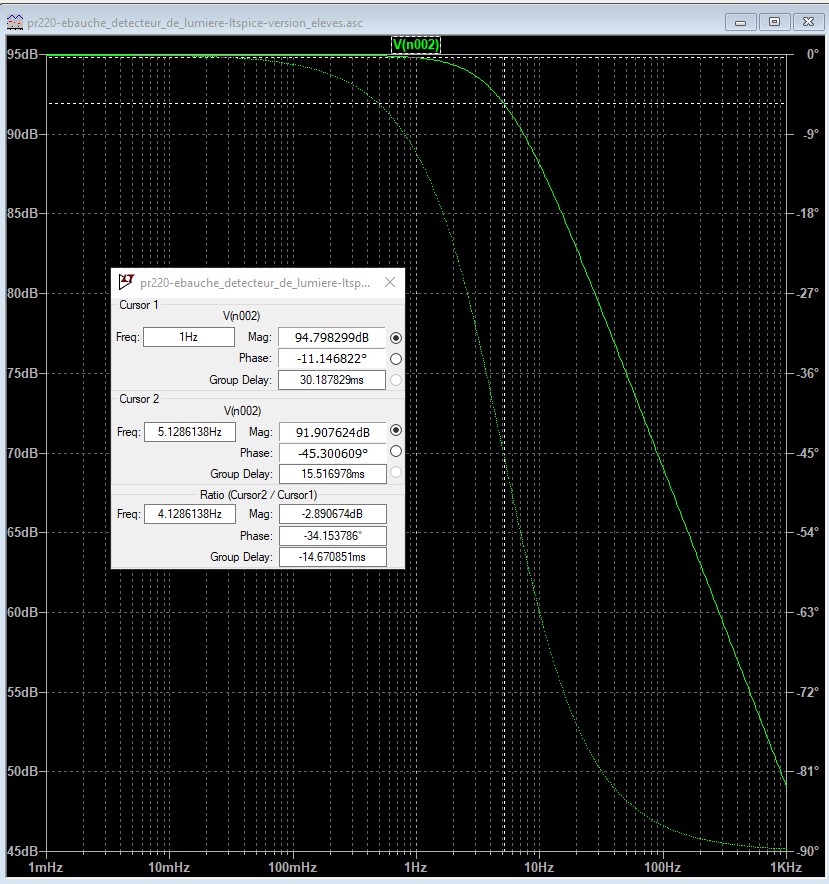 pr220-ebauche_detecteur_de_lumiere-ltspice-version_eleves.asc
V(n002)
95dB
90dB
85dB
80dB
75dB
70dB
65dB
60dB
55dB
50dB
45dB
0°
-9°
-18°
-27°
-36°
-45°
-54°
-63°
-72°
-81°
-90°
1mHz 10mHz 100mHz 1Hz 10Hz 100Hz 1KHz
pr220-ebauche_detecteur_de_lumiere-ltsp...
Cursor 1
V(n002)
Freq: 1Hz Mag: 94.798299dB
Phase: -11.146822°
Group Delay: 30.187829ms
Cursor 2
V(n002)
Freq: 5.1286138Hz Mag: 91.907624dB
Phase: -45.300609°
Group Delay: 15.516978ms
Ratio (Cursor2 / Cursor1)
Freq: 4.1286138Hz Mag: -2.890674dB
Phase: -34.153786°
Group Delay: -14.670851ms